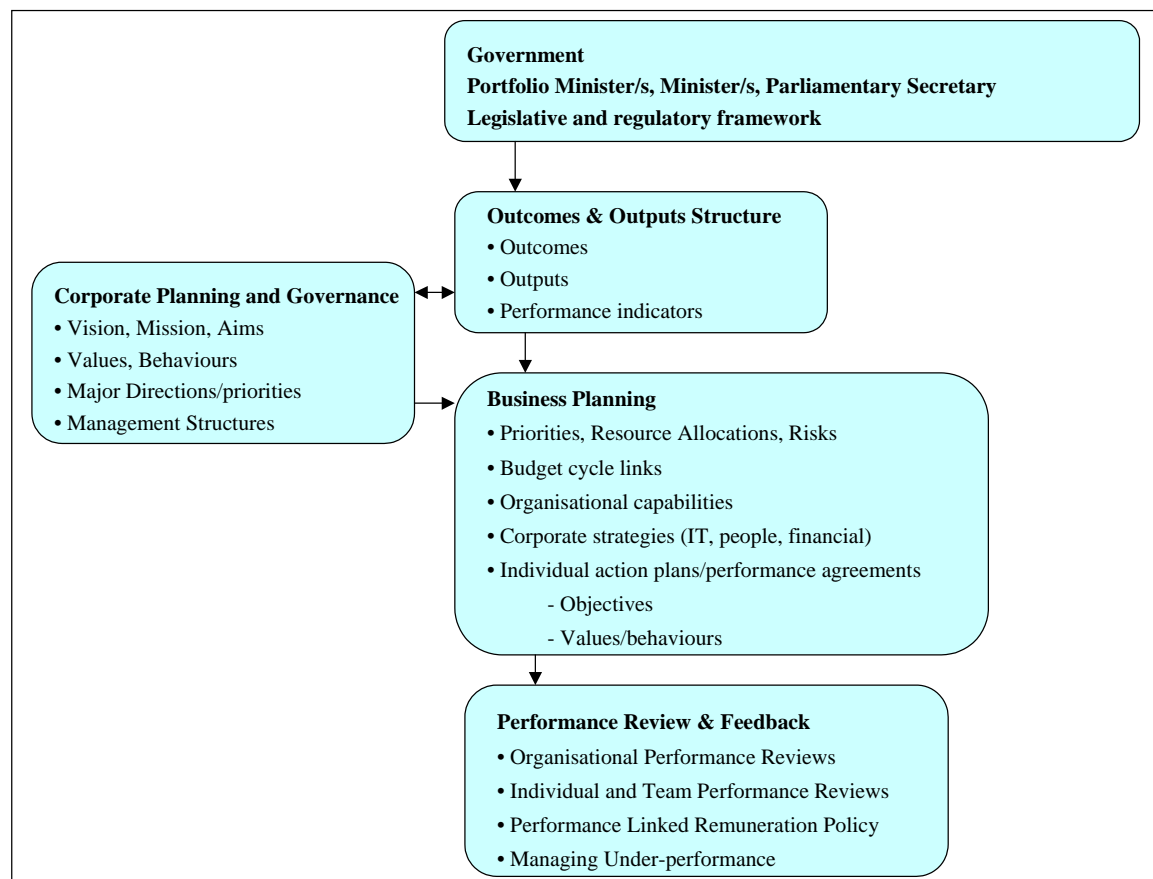 Government
Portfolio Minister/s, Minister/s, Parliamentary Secretary
Legislative and regulatory framework
Outcomes & Outputs Structure
• Outcomes
• Outputs
• Performance indicators
Corporate Planning and Governance
• Vision, Mission, Aims
• Values, Behaviours
• Major Directions/priorities
• Management Structures
Business Planning
• Priorities, Resource Allocations, Risks
• Budget cycle links
• Organisational capabilities
• Corporate strategies (IT, people, financial)
• Individual action plans/performance agreements
- Objectives
- Values/behaviours
Performance Review & Feedback
• Organisational Performance Reviews
• Individual and Team Performance Reviews
• Performance Linked Remuneration Policy
• Managing Under-performance